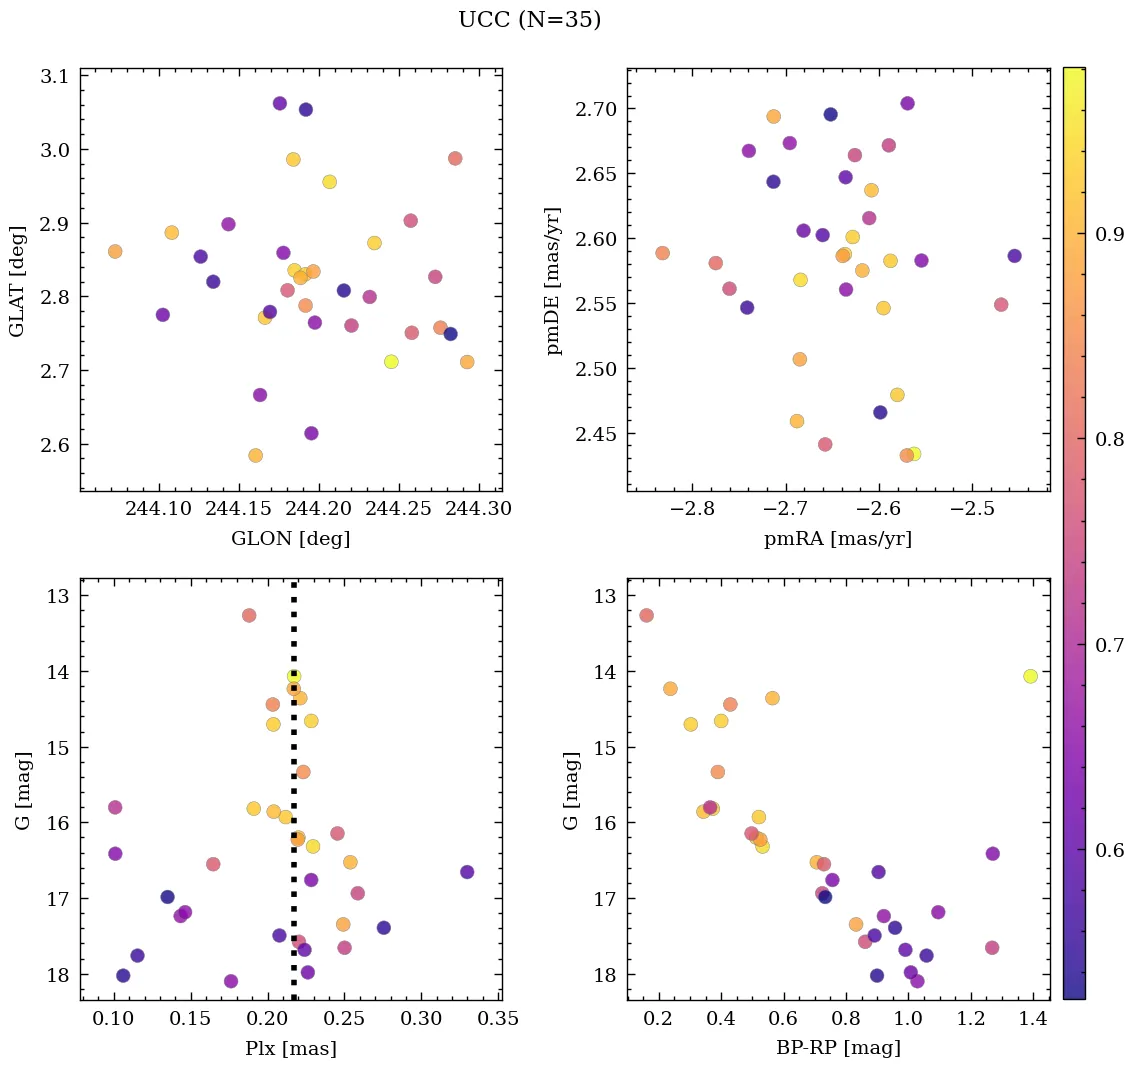 UCC (N=35)
3.1
3.0
2.9
2.8
2.7
2.6
GLAT [deg]
244.10 244.15 244.20 244.25 244.30
GLON [deg]
2.70
2.65
2.60
2.55
2.50
2.45
pmDE [mas/yr]
−2.8 −2.7 −2.6 −2.5
pmRA [mas/yr]
0.9
0.8
0.7
0.6
13
14
15
16
17
18
G [mag]
0.10 0.15 0.20 0.25 0.30 0.35
Plx [mas]
13
14
15
16
17
18
G [mag]
0.2 0.4 0.6 0.8 1.0 1.2 1.4
BP-RP [mag]